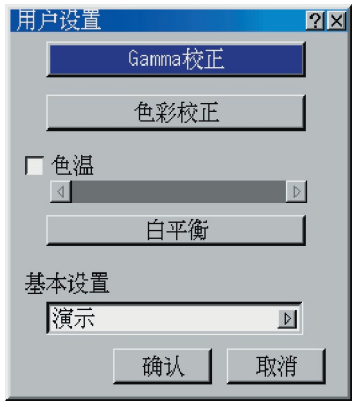 用户设置
Gamma校正
色彩校正
色温
白平衡
基本设置
演示
确认 取消